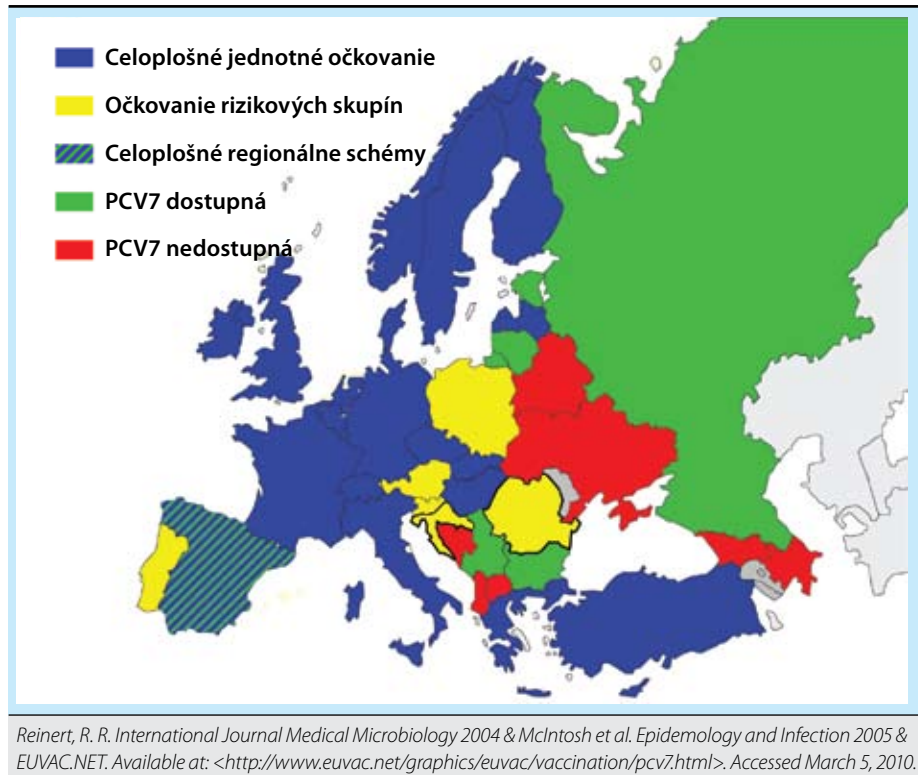 Celoplošné jednotné očkovanie
Očkovanie rizikových skupín
Celoplošné regionálne schémy
PCV7 dostupná
PCV7 nedostupná
Reinert, R. R. International Journal Medical Microbiology 2004 & McIntosh et al. Epidemology and Infection 2005 &
EUVAC.NET. Available at: <http://www.euvac.net/graphics/euvac/vaccination/pcv7.html>. Accessed March 5, 2010.